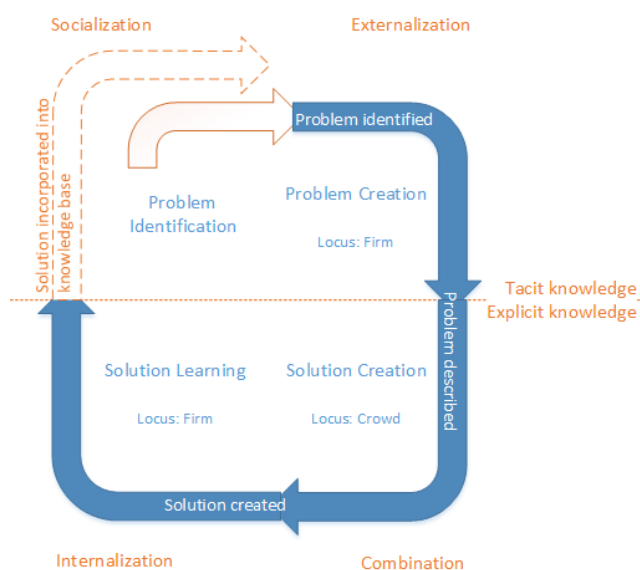 Socialization
Externalization
Problem identified
Solution incorporated into
knowledge base
Problem
Identification
Problem Creation
Locus: Firm
Tacit knowledge
Explicit knowledge
Problem described
Solution Learning
Locus: Firm
Solution Creation
Locus: Crowd
Solution created
Internalization
Combination